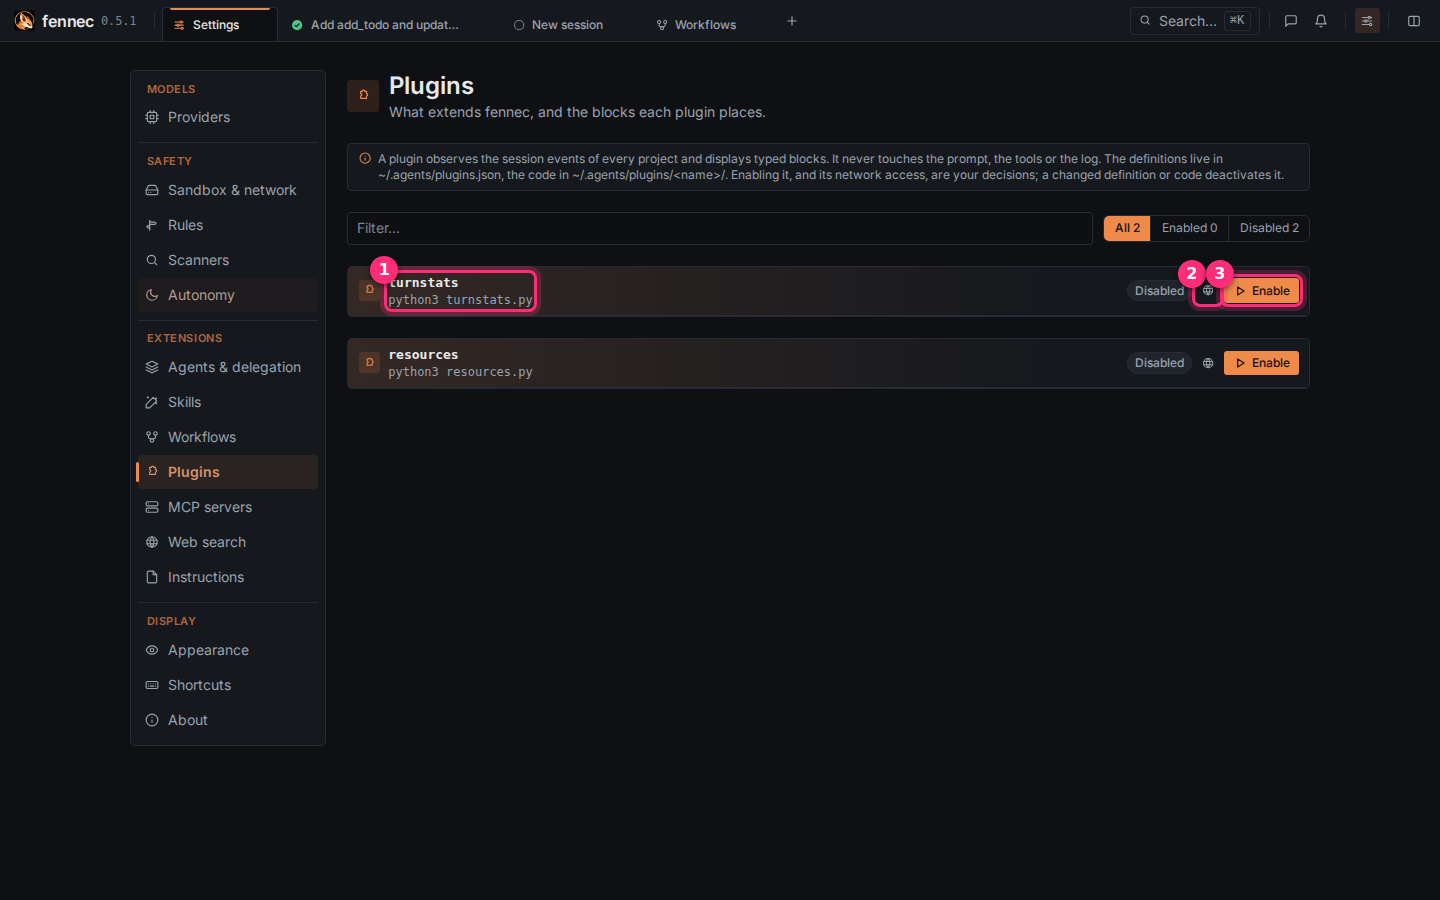 fennec 0.5.1
Settings
Add add_todo and updat...
New session
Workflows
Search... ⌘K
MODELS
Providers
SAFETY
Sandbox & network
Rules
Scanners
Autonomy
EXTENSIONS
Agents & delegation
Skills
Workflows
Plugins
MCP servers
Web search
Instructions
DISPLAY
Appearance
Shortcuts
About
Plugins
What extends fennec, and the blocks each plugin places.
A plugin observes the session events of every project and displays typed blocks. It never touches the prompt, the tools or the log. The definitions live in
~/.agents/plugins.json, the code in ~/.agents/plugins/<name>/. Enabling it, and its network access, are your decisions; a changed definition or code deactivates it.
Filter...
All 2
Enabled 0
Disabled 2
1
turnstats
python3 turnstats.py
Disabled
2
3
Enable
resources
python3 resources.py
Disabled
Enable